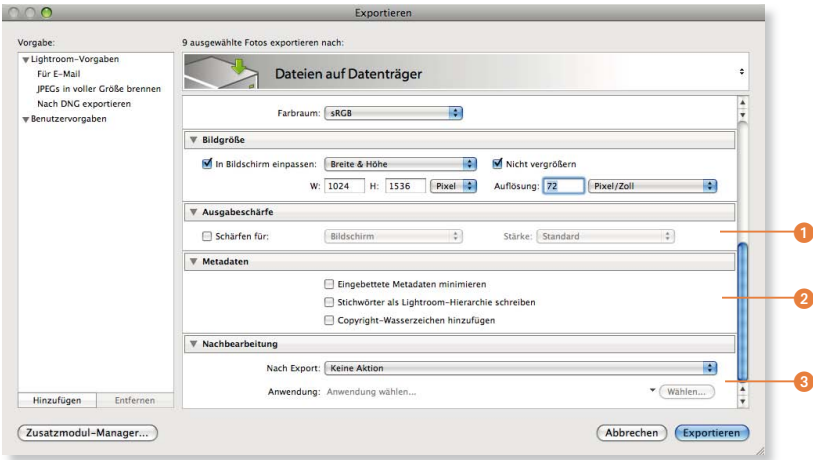 Exportieren
Vorgabe:
9 ausgewählte Fotos exportieren nach:
Lightroom-Vorgaben
Für E-Mail
JPEGs in voller Größe brennen
Nach DNG exportieren
Benutzervorgaben
Dateien auf Datenträger
Farbraum: sRGB
Bildgröße
In Bildschirm einpassen: Breite & Höhe Nicht vergrößern
W: 1024 H: 1536 Pixel Auflösung: 72 Pixel/Zoll
Ausgabeschärfe
Schärfen für: Bildschirm Stärke: Standard
1
Metadaten
Eingebettete Metadaten minimieren
Stichwörter als Lightroom-Hierarchie schreiben
2
Copyright-Wasserzeichen hinzufügen
Nachbearbeitung
Nach Export: Keine Aktion
3
Anwendung: Anwendung wählen... Wählen...
Hinzufügen Entfernen
Zusatzmodul-Manager... Abbrechen Exportieren